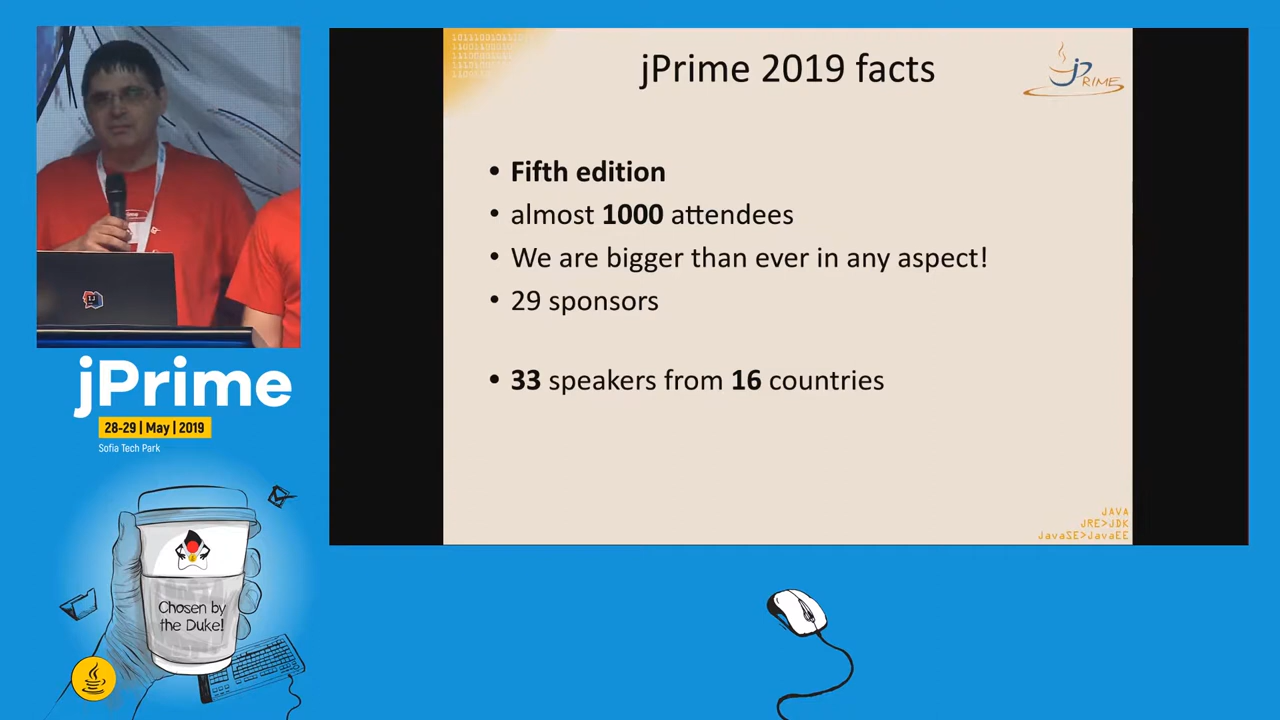 jPrime 2019 facts
JPRIME
• Fifth edition
• almost 1000 attendees
• We are bigger than ever in any aspect!
• 29 sponsors
• 33 speakers from 16 countries
JAVA
JRE>JDK
JavaSE>JavaEE
IJ
jPrime
28-29 | May | 2019
Sofia Tech Park
Chosen by
the Duke!